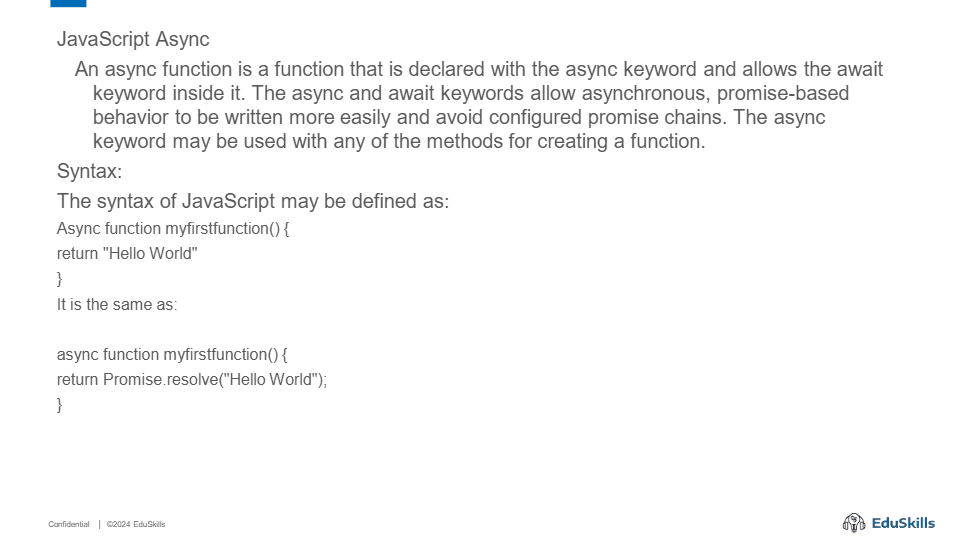 JavaScript Async
An async function is a function that is declared with the async keyword and allows the await
keyword inside it. The async and await keywords allow asynchronous, promise-based
behavior to be written more easily and avoid configured promise chains. The async
keyword may be used with any of the methods for creating a function.
Syntax:
The syntax of JavaScript may be defined as:
Async function myfirstfunction() {
return "Hello World"
}
It is the same as:
async function myfirstfunction() {
return Promise.resolve("Hello World");
}
Confidential | ©2024 EduSkills
EduSkills